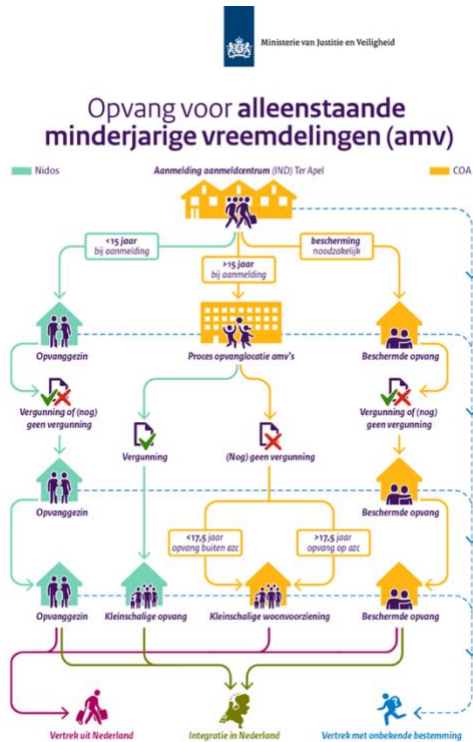 Ministerie van Justitie en Veiligheid
Opvang voor alleenstaande
minderjarige vreemdelingen (amv)
Nidos
Aanmelding aanmeldcentrum (IND) Ter Apel
COA
<15 jaar
bij aanmelding
>15 jaar
bij aanmelding
bescherming
noodzakelijk
Opvanggezin
Proces opvanglocatie amv's
Beschermde opvang
Vergunning of (nog)
geen vergunning
Vergunning
(Nog) geen vergunning
Vergunning of (nog)
geen vergunning
Opvanggezin
<17,5 jaar
opvang buiten azc
>17,5 jaar
opvang op azc
Beschermde opvang
Opvanggezin
Kleinschalige opvang
Kleinschalige woonvoorziening
Beschermde opvang
Vertrek uit Nederland
Integratie in Nederland
Vertrek met onbekende bestemming